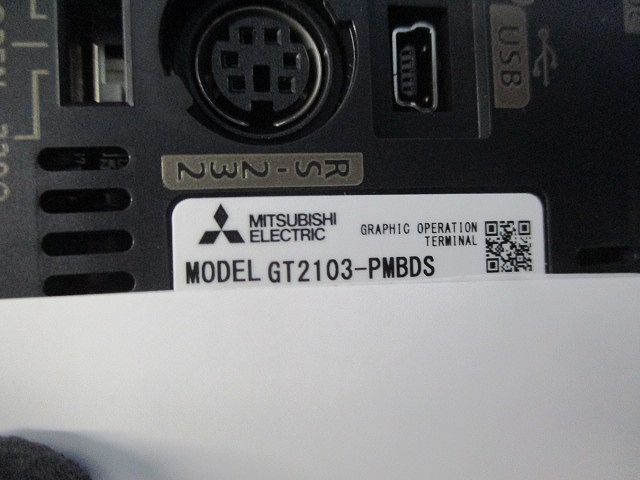 USB
RS-232
MITSUBISHI
ELECTRIC
GRAPHIC OPERATION
TERMINAL
MODEL GT2103-PMBDS